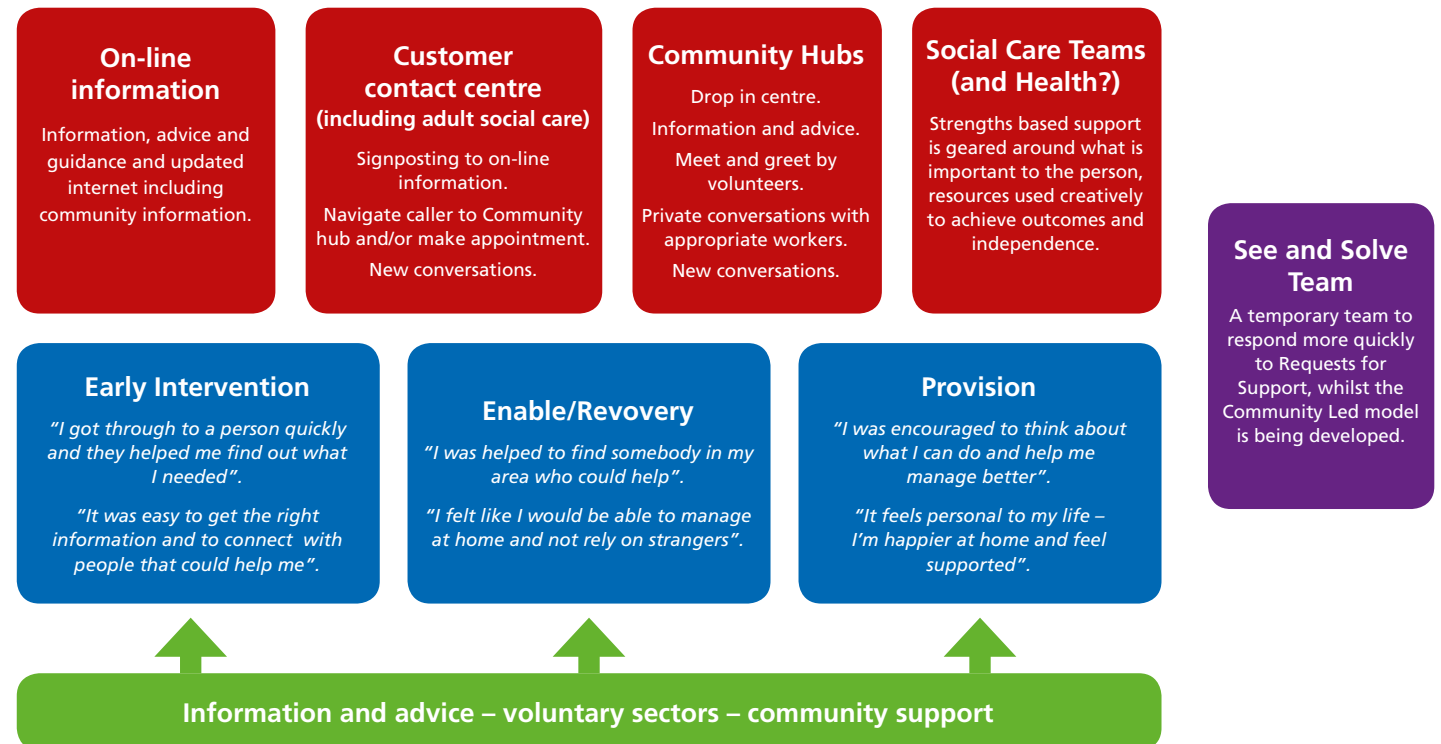 On-line
information
Information, advice and
guidance and updated
internet including
community information.
Customer
contact centre
(including adult social care)
Signposting to on-line
information.
Navigate caller to Community
hub and/or make appointment.
New conversations.
Community Hubs
Drop in centre.
Information and advice.
Meet and greet by
volunteers.
Private conversations with
appropriate workers.
New conversations.
Social Care Teams
(and Health?)
Strengths based support
is geared around what is
important to the person,
resources used creatively
to achieve outcomes and
independence.
See and Solve
Team
A temporary team to
respond more quickly
to Requests for
Support, whilst the
Community Led model
is being developed.
Early Intervention
“I got through to a person quickly
and they helped me find out what
I needed”.
“It was easy to get the right
information and to connect  with
people that could help me”.
Enable/Revovery
“I was helped to find somebody in my
area who could help”.
“I felt like I would be able to manage
at home and not rely on strangers”.
Provision
“I was encouraged to think about
what I can do and help me
manage better”.
“It feels personal to my life –
I’m happier at home and feel
supported”.
Information and advice – voluntary sectors – community support